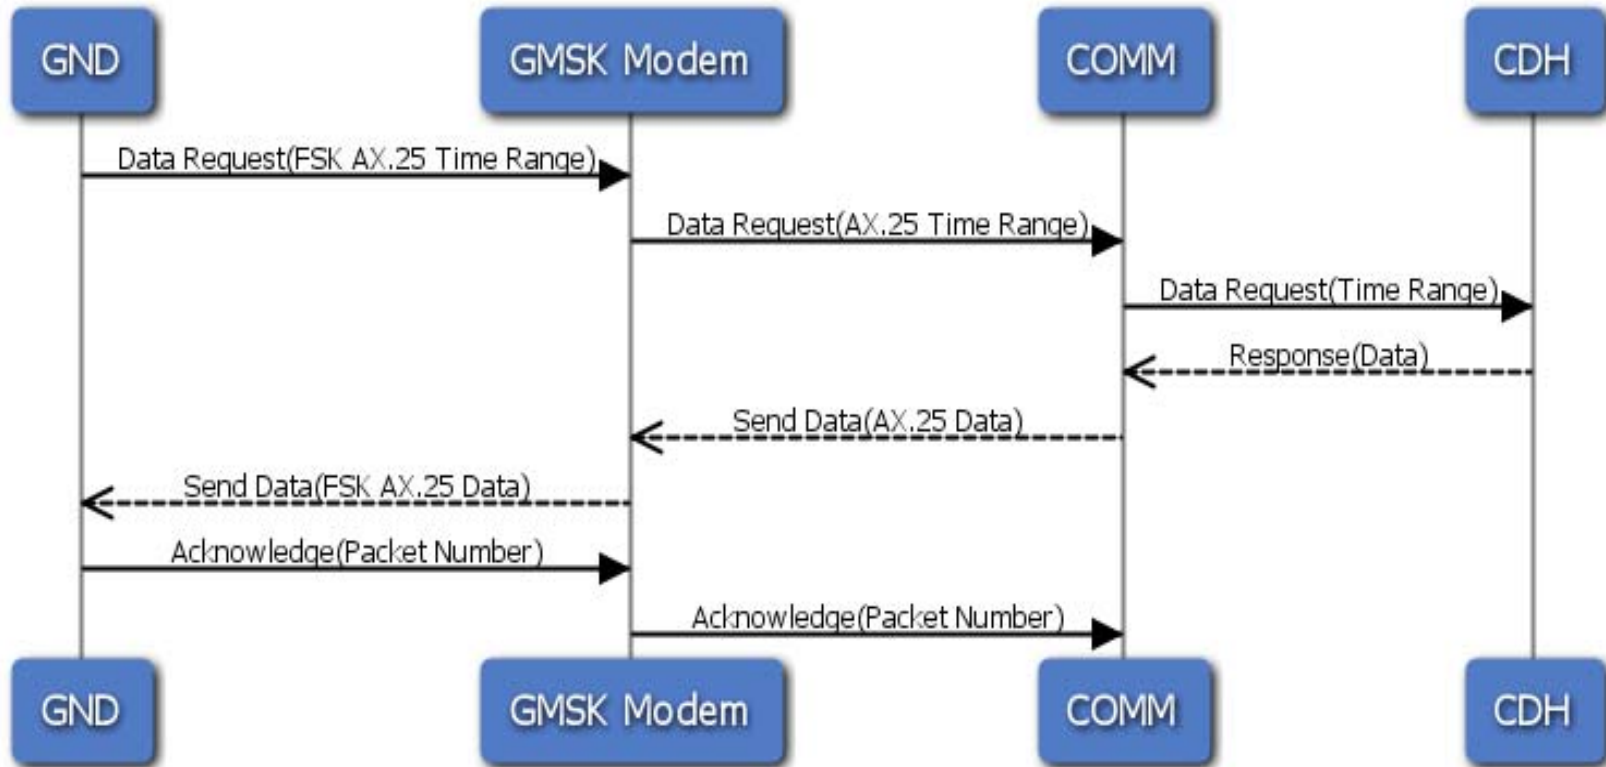 GND
GMSK Modem
COMM
CDH
Data Request(FSK AX.25 Time Range)
Data Request(AX.25 Time Range)
Data Request(Time Range)
Response(Data)
Send Data(AX.25 Data)
Send Data(FSK AX.25 Data)
Acknowledge(Packet Number)
Acknowledge(Packet Number)
GND
GMSK Modem
COMM
CDH